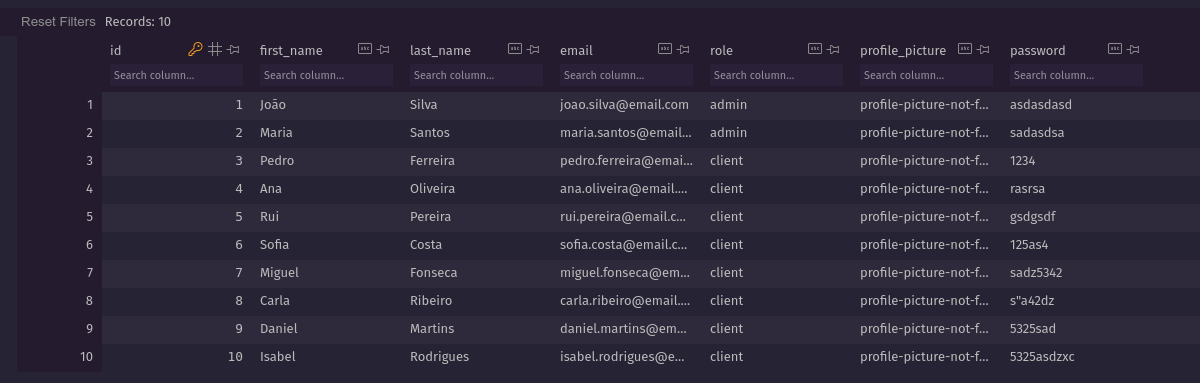 Reset Filters Records: 10
id first_name last_name email role profile_picture password
Search column... Search column... Search column... Search column... Search column... Search column... Search column...
1 1 João Silva joao.silva@email.com admin profile-picture-not-f... asdasdasd
2 2 Maria Santos maria.santos@email... admin profile-picture-not-f... sadasdsa
3 3 Pedro Ferreira pedro.ferreira@emai... client profile-picture-not-f... 1234
4 4 Ana Oliveira ana.oliveira@email.... client profile-picture-not-f... rasrsa
5 5 Rui Pereira rui.pereira@email.c... client profile-picture-not-f... gsdgsdf
6 6 Sofia Costa sofia.costa@email.c... client profile-picture-not-f... 125as4
7 7 Miguel Fonseca miguel.fonseca@em... client profile-picture-not-f... sadz5342
8 8 Carla Ribeiro carla.ribeiro@email.... client profile-picture-not-f... s"a42dz
9 9 Daniel Martins daniel.martins@em... client profile-picture-not-f... 5325sad
10 10 Isabel Rodrigues isabel.rodrigues@e... client profile-picture-not-f... 5325asdzxc